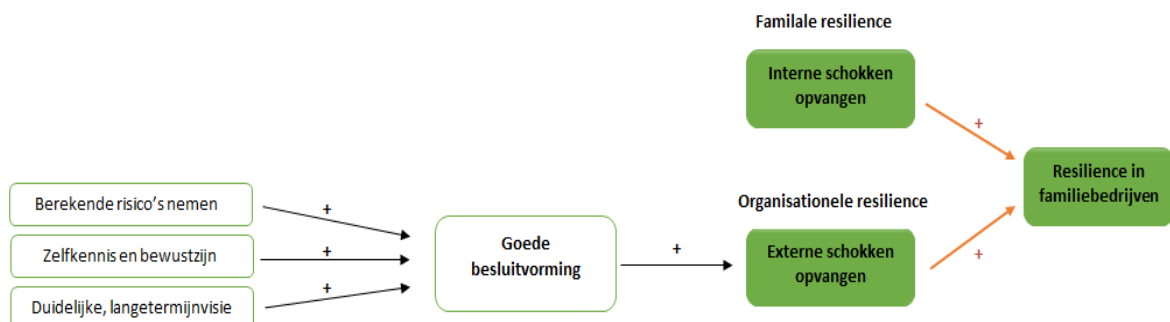 Familale resilience
Interne schokken
opvangen
+
Resilience in
familiebedrijven
Berekende risico's nemen
+
Zelfkennis en bewustzijn
+
Duidelijke, langetermijnvisie
+
Goede
besluitvorming
+
Organisationele resilience
Externe schokken
opvangen
+